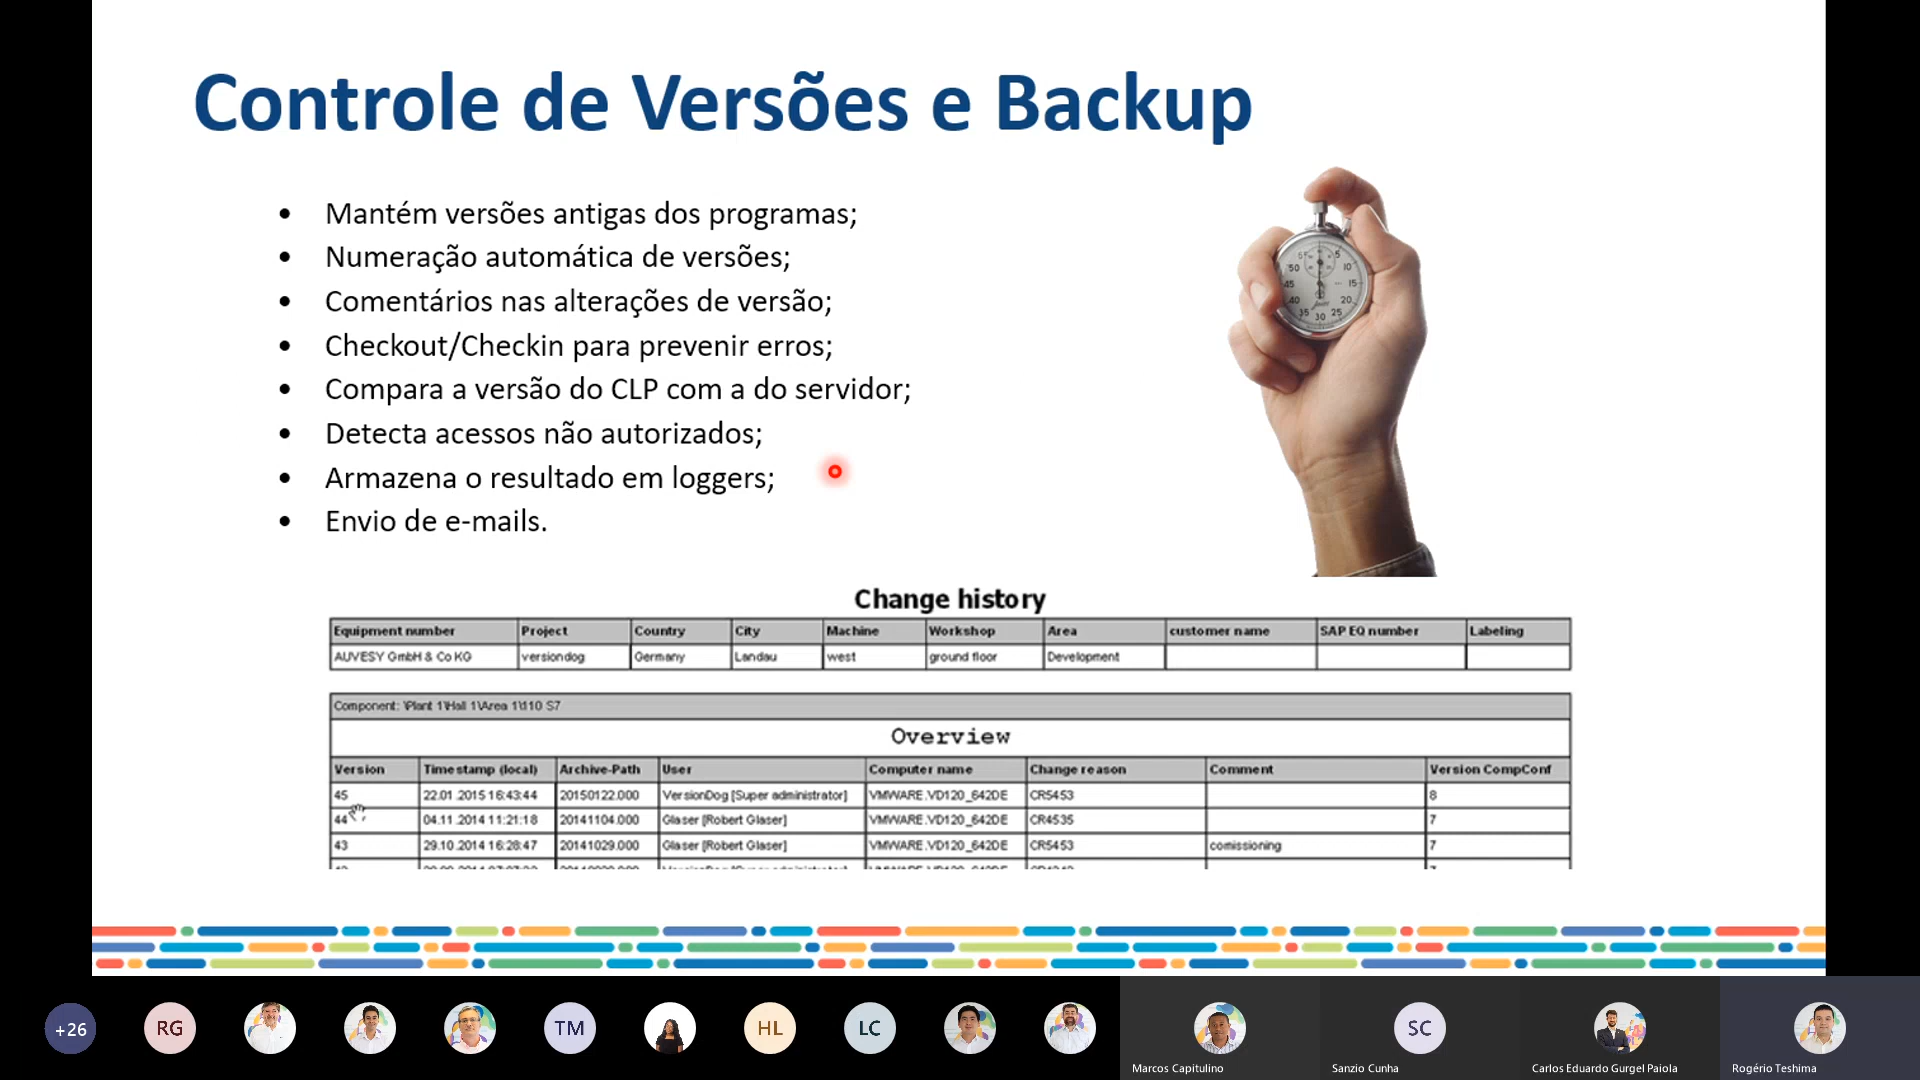 Controle de Versões e Backup
• Mantém versões antigas dos programas;
• Numeração automática de versões;
• Comentários nas alterações de versão;
• Checkout/Checkin para prevenir erros;
• Compara a versão do CLP com a do servidor;
• Detecta acessos não autorizados;
• Armazena o resultado em loggers;
• Envio de e-mails.
Change history
Equipment number Project Country City Machine Workshop Area customer name SAP EQ number Labeling
AUVESY GmbH & Co KG versiondog Germany Landau west ground floor Development
Component: \Plant 1\Hall 1\Area 1\110 S7
Overview
Version Timestamp (local) Archive-Path User Computer name Change reason Comment Version CompConf
45 22.01.2015 16:43:44 20150122.000 VersionDog [Super administrator] VMWARE.VD120_642DE CR5453 8
44 04.11.2014 11:21:18 20141104.000 Glaser [Robert Glaser] VMWARE.VD120_642DE CR4535 7
43 29.10.2014 16:28:47 20141029.000 Glaser [Robert Glaser] VMWARE.VD120_642DE CR5453 comissioning 7
+26 RG TM HL LC SC
Marcos Capitulino Sanzio Cunha Carlos Eduardo Gurgel Paiola Rogério Teshima